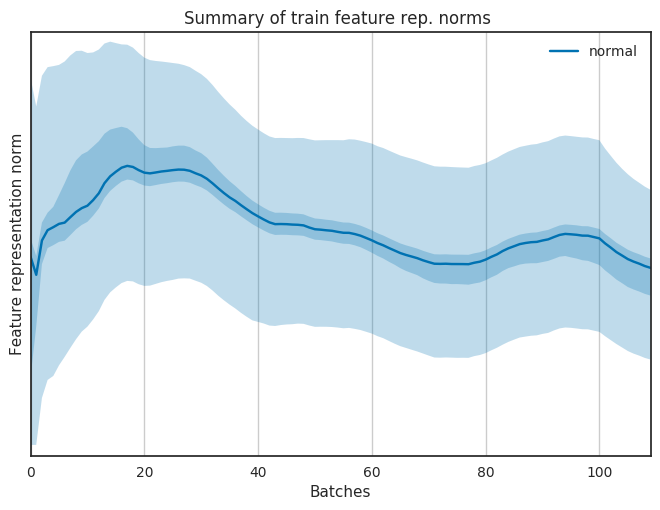 Summary of train feature rep. norms
normal
Feature representation norm
0 20 40 60 80 100
Batches